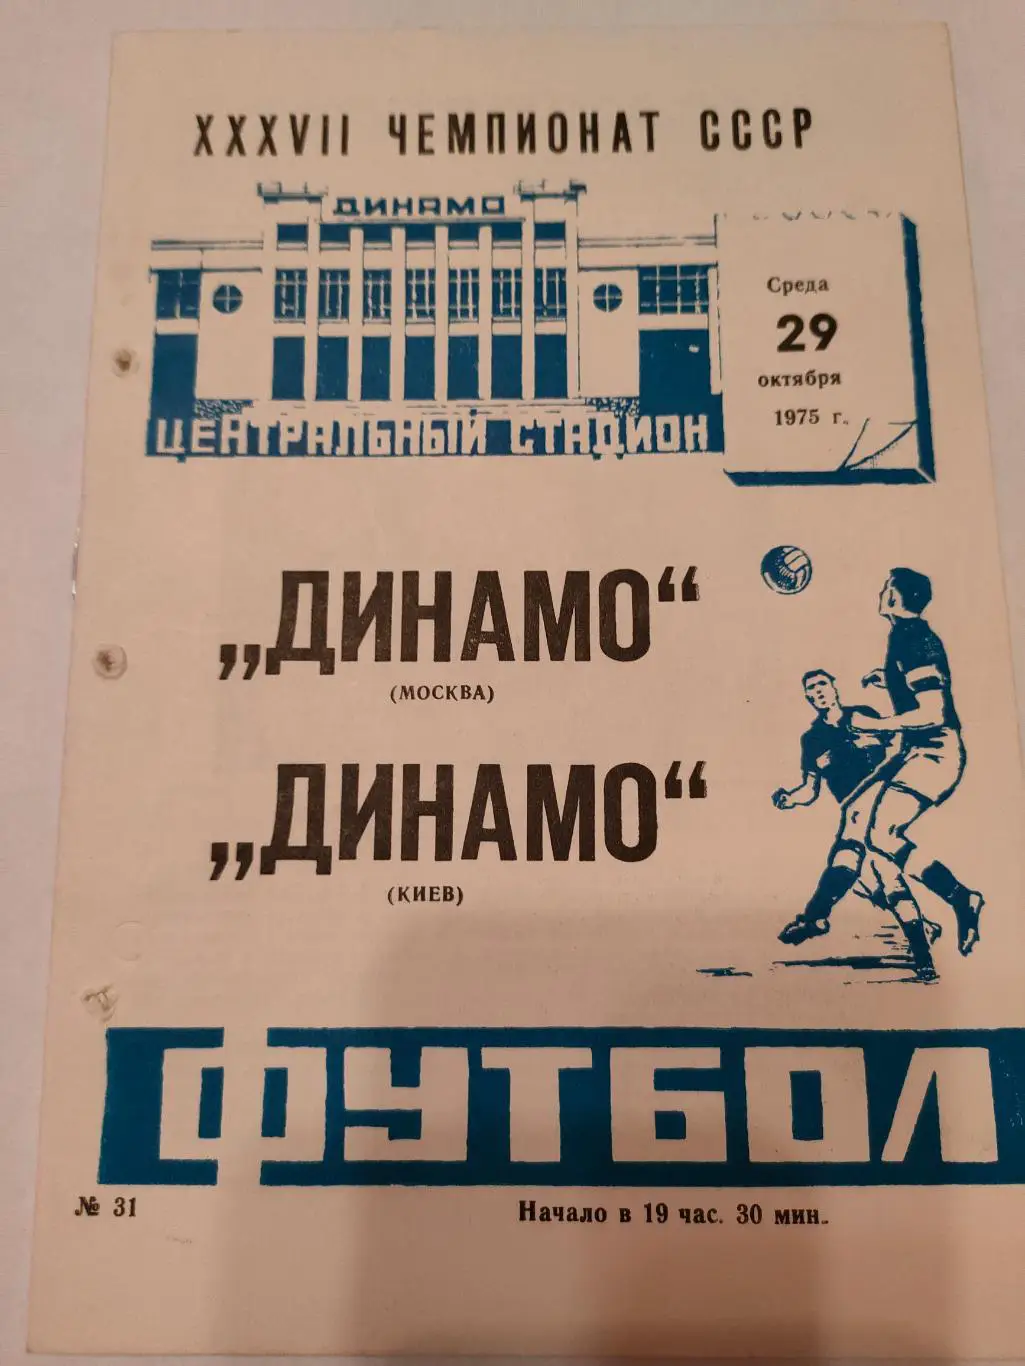 XXXVII ЧЕМПИОНАТ СССР
ДИНАМО
ЦЕНТРАЛЬНЫЙ СТАДИОН
Среда
29
октября
1975 г.
„ДИНАМО“
(МОСКВА)
„ДИНАМО“
(КИЕВ)
ФУТБОЛ
№ 31
Начало в 19 час. 30 мин.